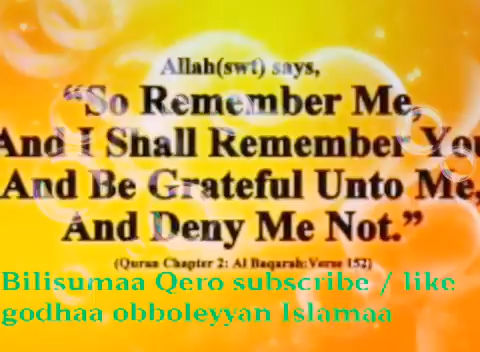 Allah(swt) says,
“So Remember Me,
And I Shall Remember You
And Be Grateful Unto Me,
And Deny Me Not.”
(Quran Chapter 2: Al Baqarah:Verse 152)
Bilisumaa Qero subscribe / like
godhaa obboleyyan Islamaa